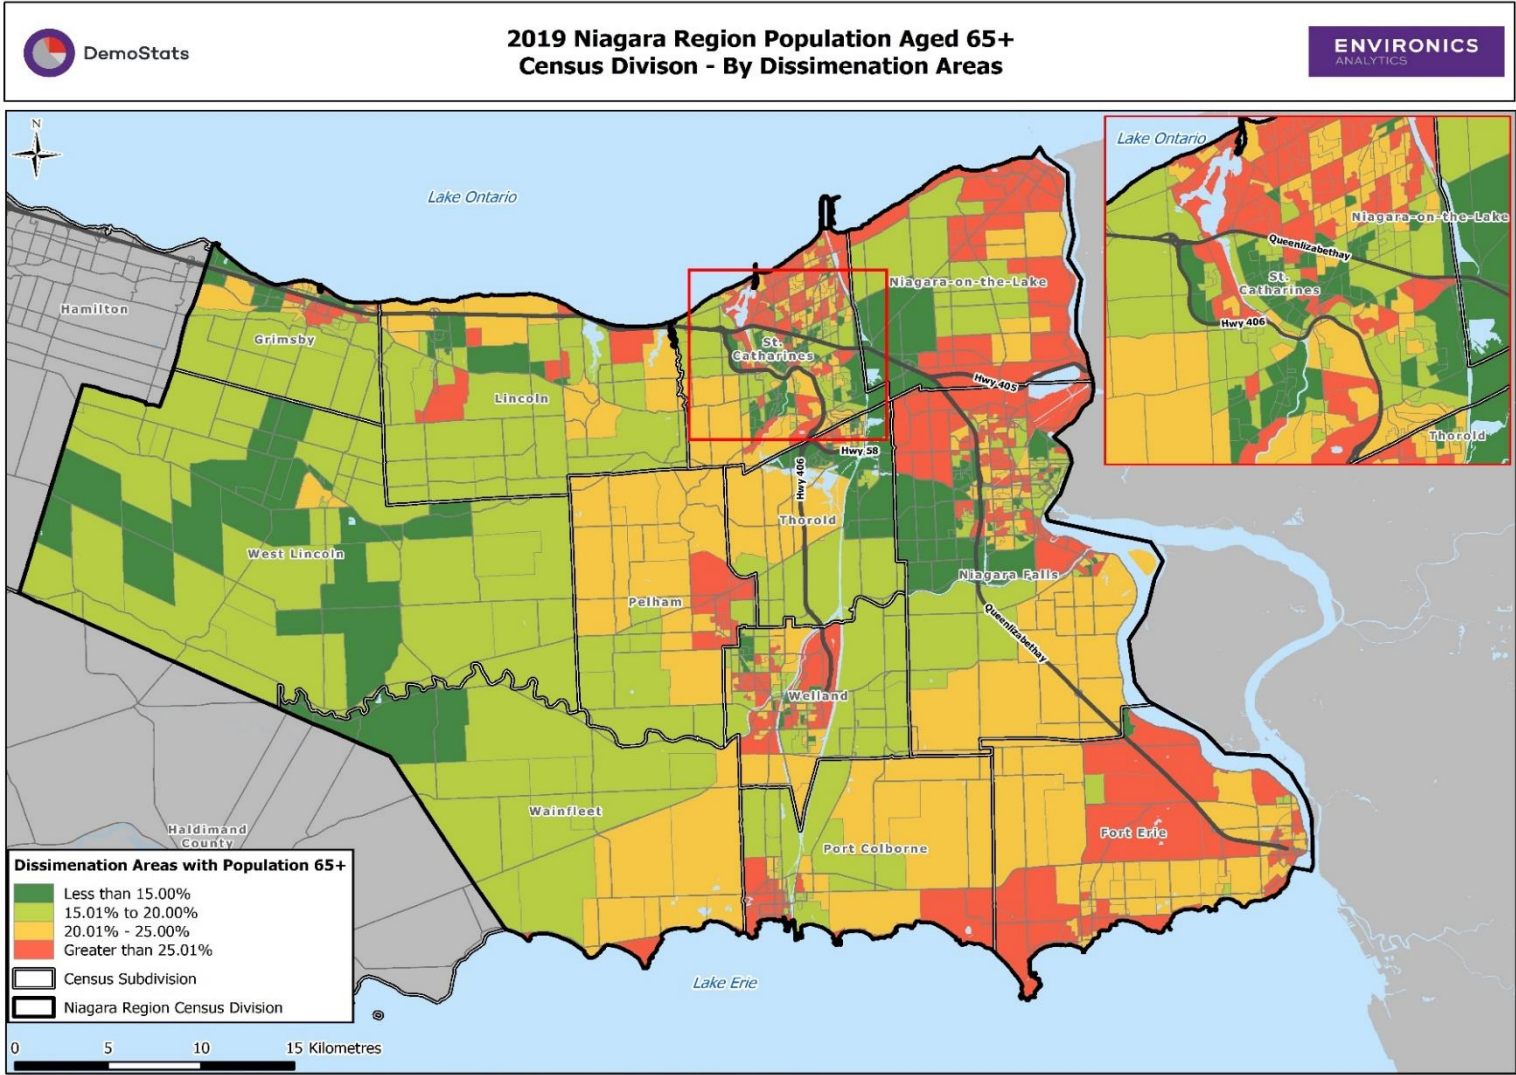 DemoStats
2019 Niagara Region Population Aged 65+
Census Divison - By Dissimenation Areas
ENVIRONICS
ANALYTICS
N
Lake Ontario
Lake Ontario
Niagara-on-the-Lake
Queenlizabethay
St.
Catharines
Hwy 406
Thorold
Hamilton
Grimsby
Lincoln
St.
Catharines
Niagara-on-the-Lake
Hwy 405
Hwy 58
Hwy 406
Thorold
West Lincoln
Pelham
Niagara Falls
Queenlizabethay
Welland
Wainfleet
Port Colborne
Fort Erie
Haldimand
County
Lake Erie
Dissimenation Areas with Population 65+
Less than 15.00%
15.01% to 20.00%
20.01% - 25.00%
Greater than 25.01%
Census Subdivision
Niagara Region Census Division
0 5 10 15 Kilometres